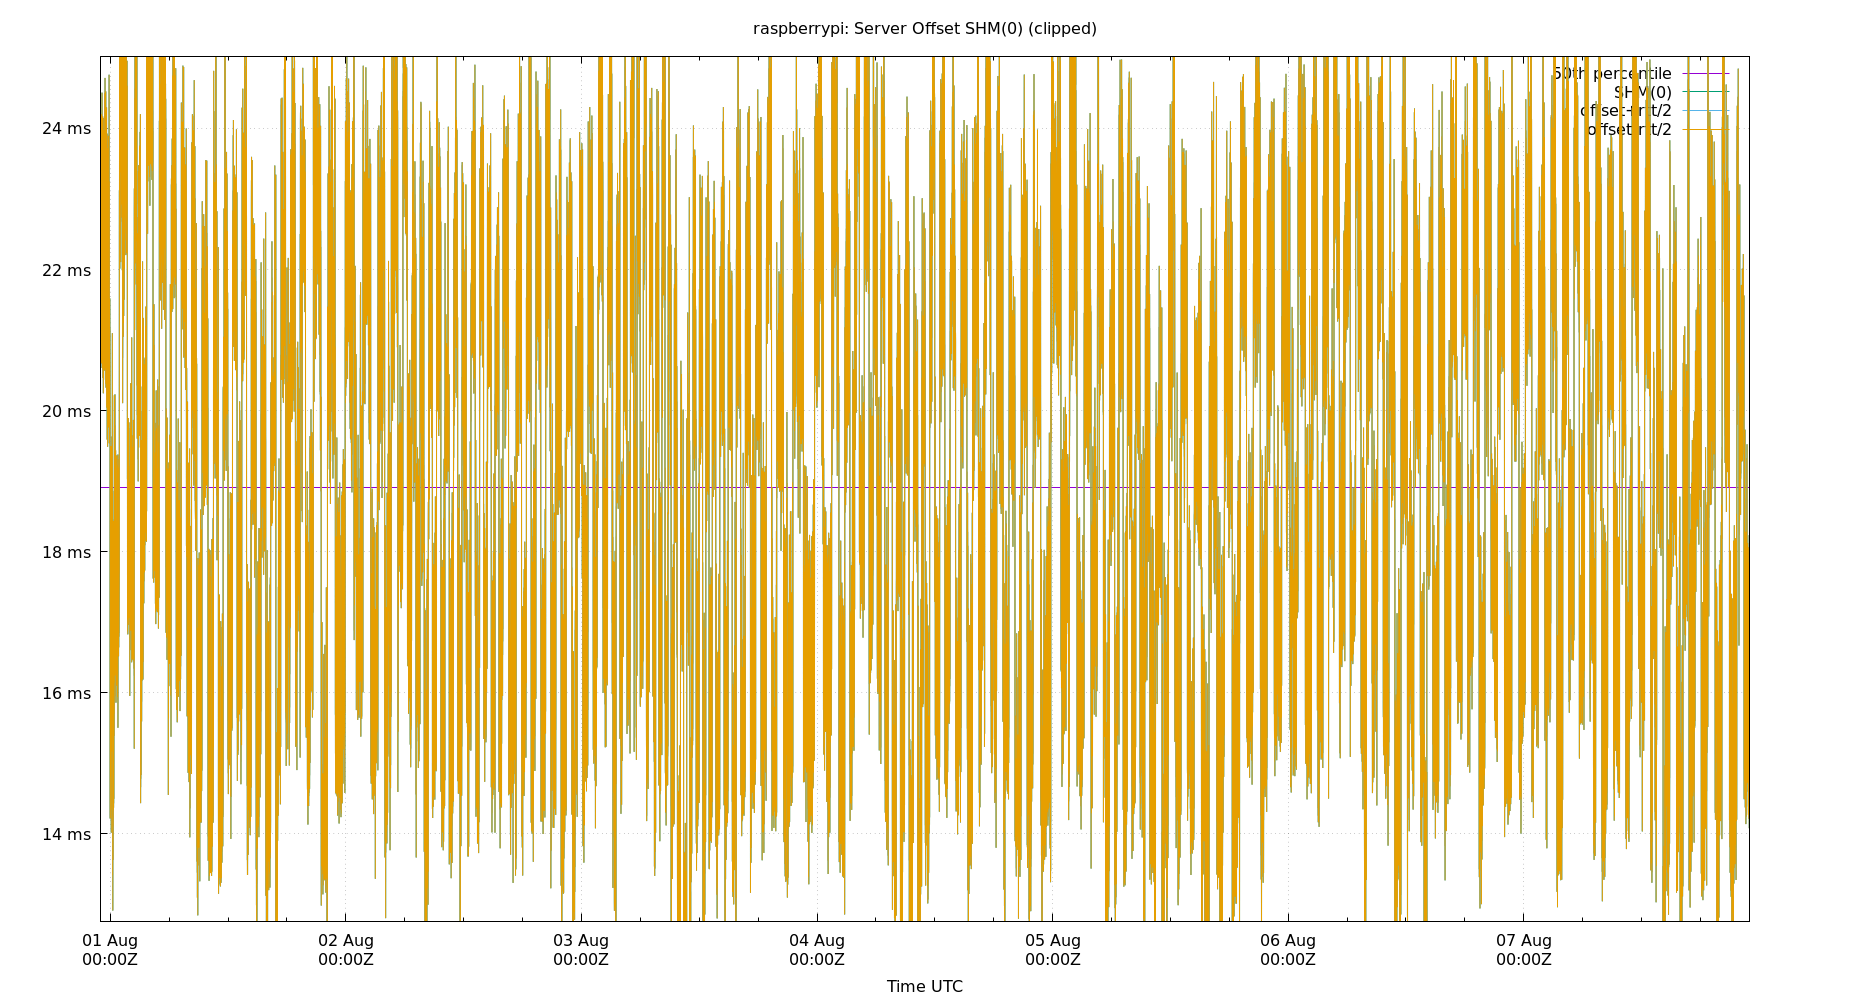 raspberrypi: Server Offset SHM(0) (clipped)
50th percentile
SHM(0)
offset+rtt/2
offset-rtt/2
24 ms
22 ms
20 ms
18 ms
16 ms
14 ms
01 Aug 02 Aug 03 Aug 04 Aug 05 Aug 06 Aug 07 Aug
00:00Z 00:00Z 00:00Z 00:00Z 00:00Z 00:00Z 00:00Z
Time UTC